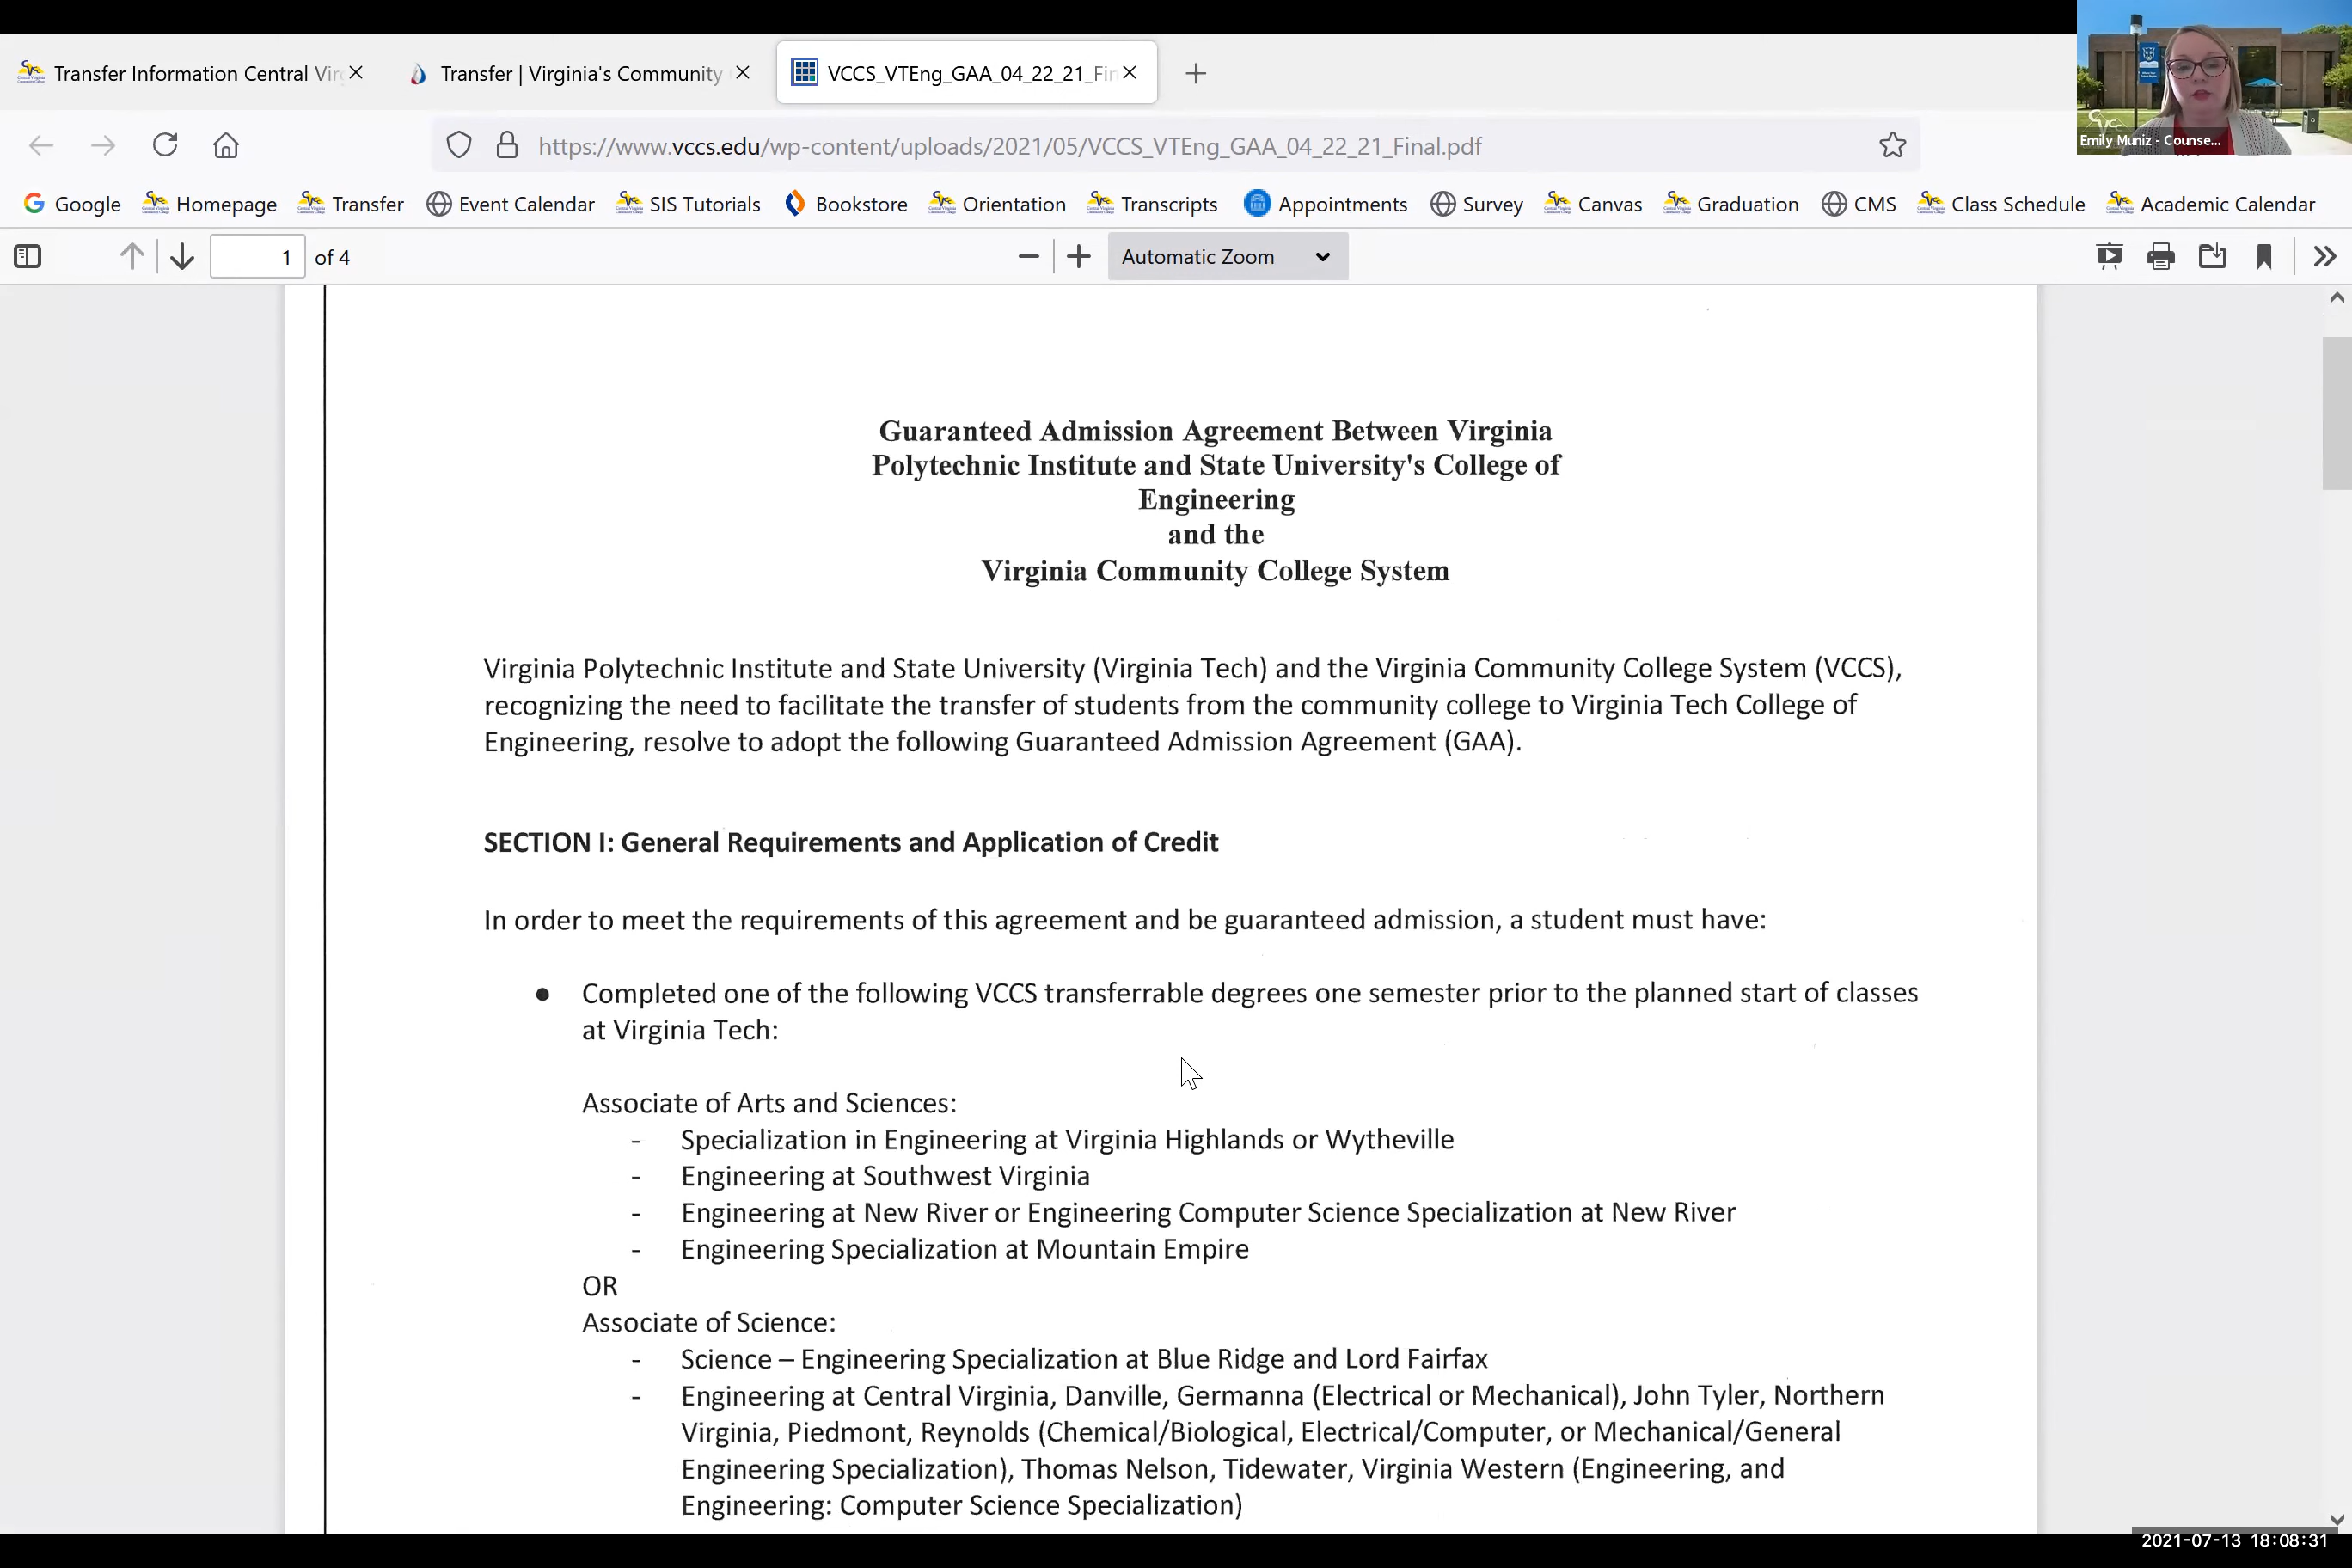 Transfer Information Central Vir
Transfer | Virginia's Community
VCCS_VTEng_GAA_04_22_21_Fin
Emily Muniz - Counse...
https://www.vccs.edu/wp-content/uploads/2021/05/VCCS_VTEng_GAA_04_22_21_Final.pdf
Google Homepage Transfer Event Calendar SIS Tutorials Bookstore Orientation Transcripts Appointments Survey Canvas Graduation CMS Class Schedule Academic Calendar
1 of 4 Automatic Zoom
Guaranteed Admission Agreement Between Virginia
Polytechnic Institute and State University's College of
Engineering
and the
Virginia Community College System
Virginia Polytechnic Institute and State University (Virginia Tech) and the Virginia Community College System (VCCS),
recognizing the need to facilitate the transfer of students from the community college to Virginia Tech College of
Engineering, resolve to adopt the following Guaranteed Admission Agreement (GAA).
SECTION I: General Requirements and Application of Credit
In order to meet the requirements of this agreement and be guaranteed admission, a student must have:
● Completed one of the following VCCS transferrable degrees one semester prior to the planned start of classes
at Virginia Tech:
Associate of Arts and Sciences:
- Specialization in Engineering at Virginia Highlands or Wytheville
- Engineering at Southwest Virginia
- Engineering at New River or Engineering Computer Science Specialization at New River
- Engineering Specialization at Mountain Empire
OR
Associate of Science:
- Science – Engineering Specialization at Blue Ridge and Lord Fairfax
- Engineering at Central Virginia, Danville, Germanna (Electrical or Mechanical), John Tyler, Northern
Virginia, Piedmont, Reynolds (Chemical/Biological, Electrical/Computer, or Mechanical/General
Engineering Specialization), Thomas Nelson, Tidewater, Virginia Western (Engineering, and
Engineering: Computer Science Specialization)
2021-07-13 18:08:31